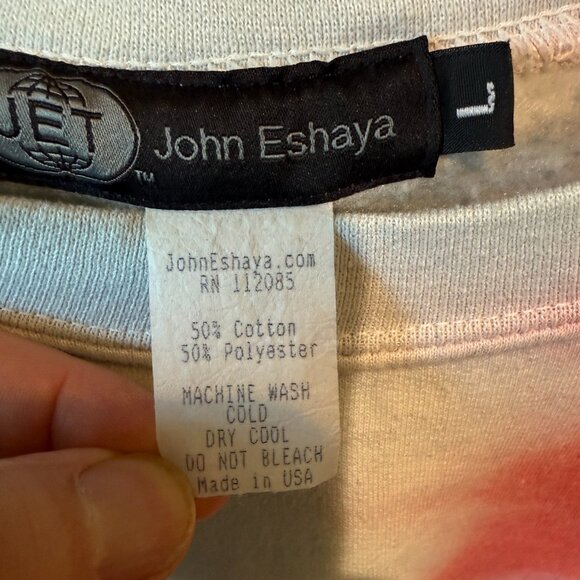 JET
TM
John Eshaya
L
JohnEshaya.com
RN 112085
50% Cotton
50% Polyester
MACHINE WASH
COLD
DRY COOL
DO NOT BLEACH
Made in USA